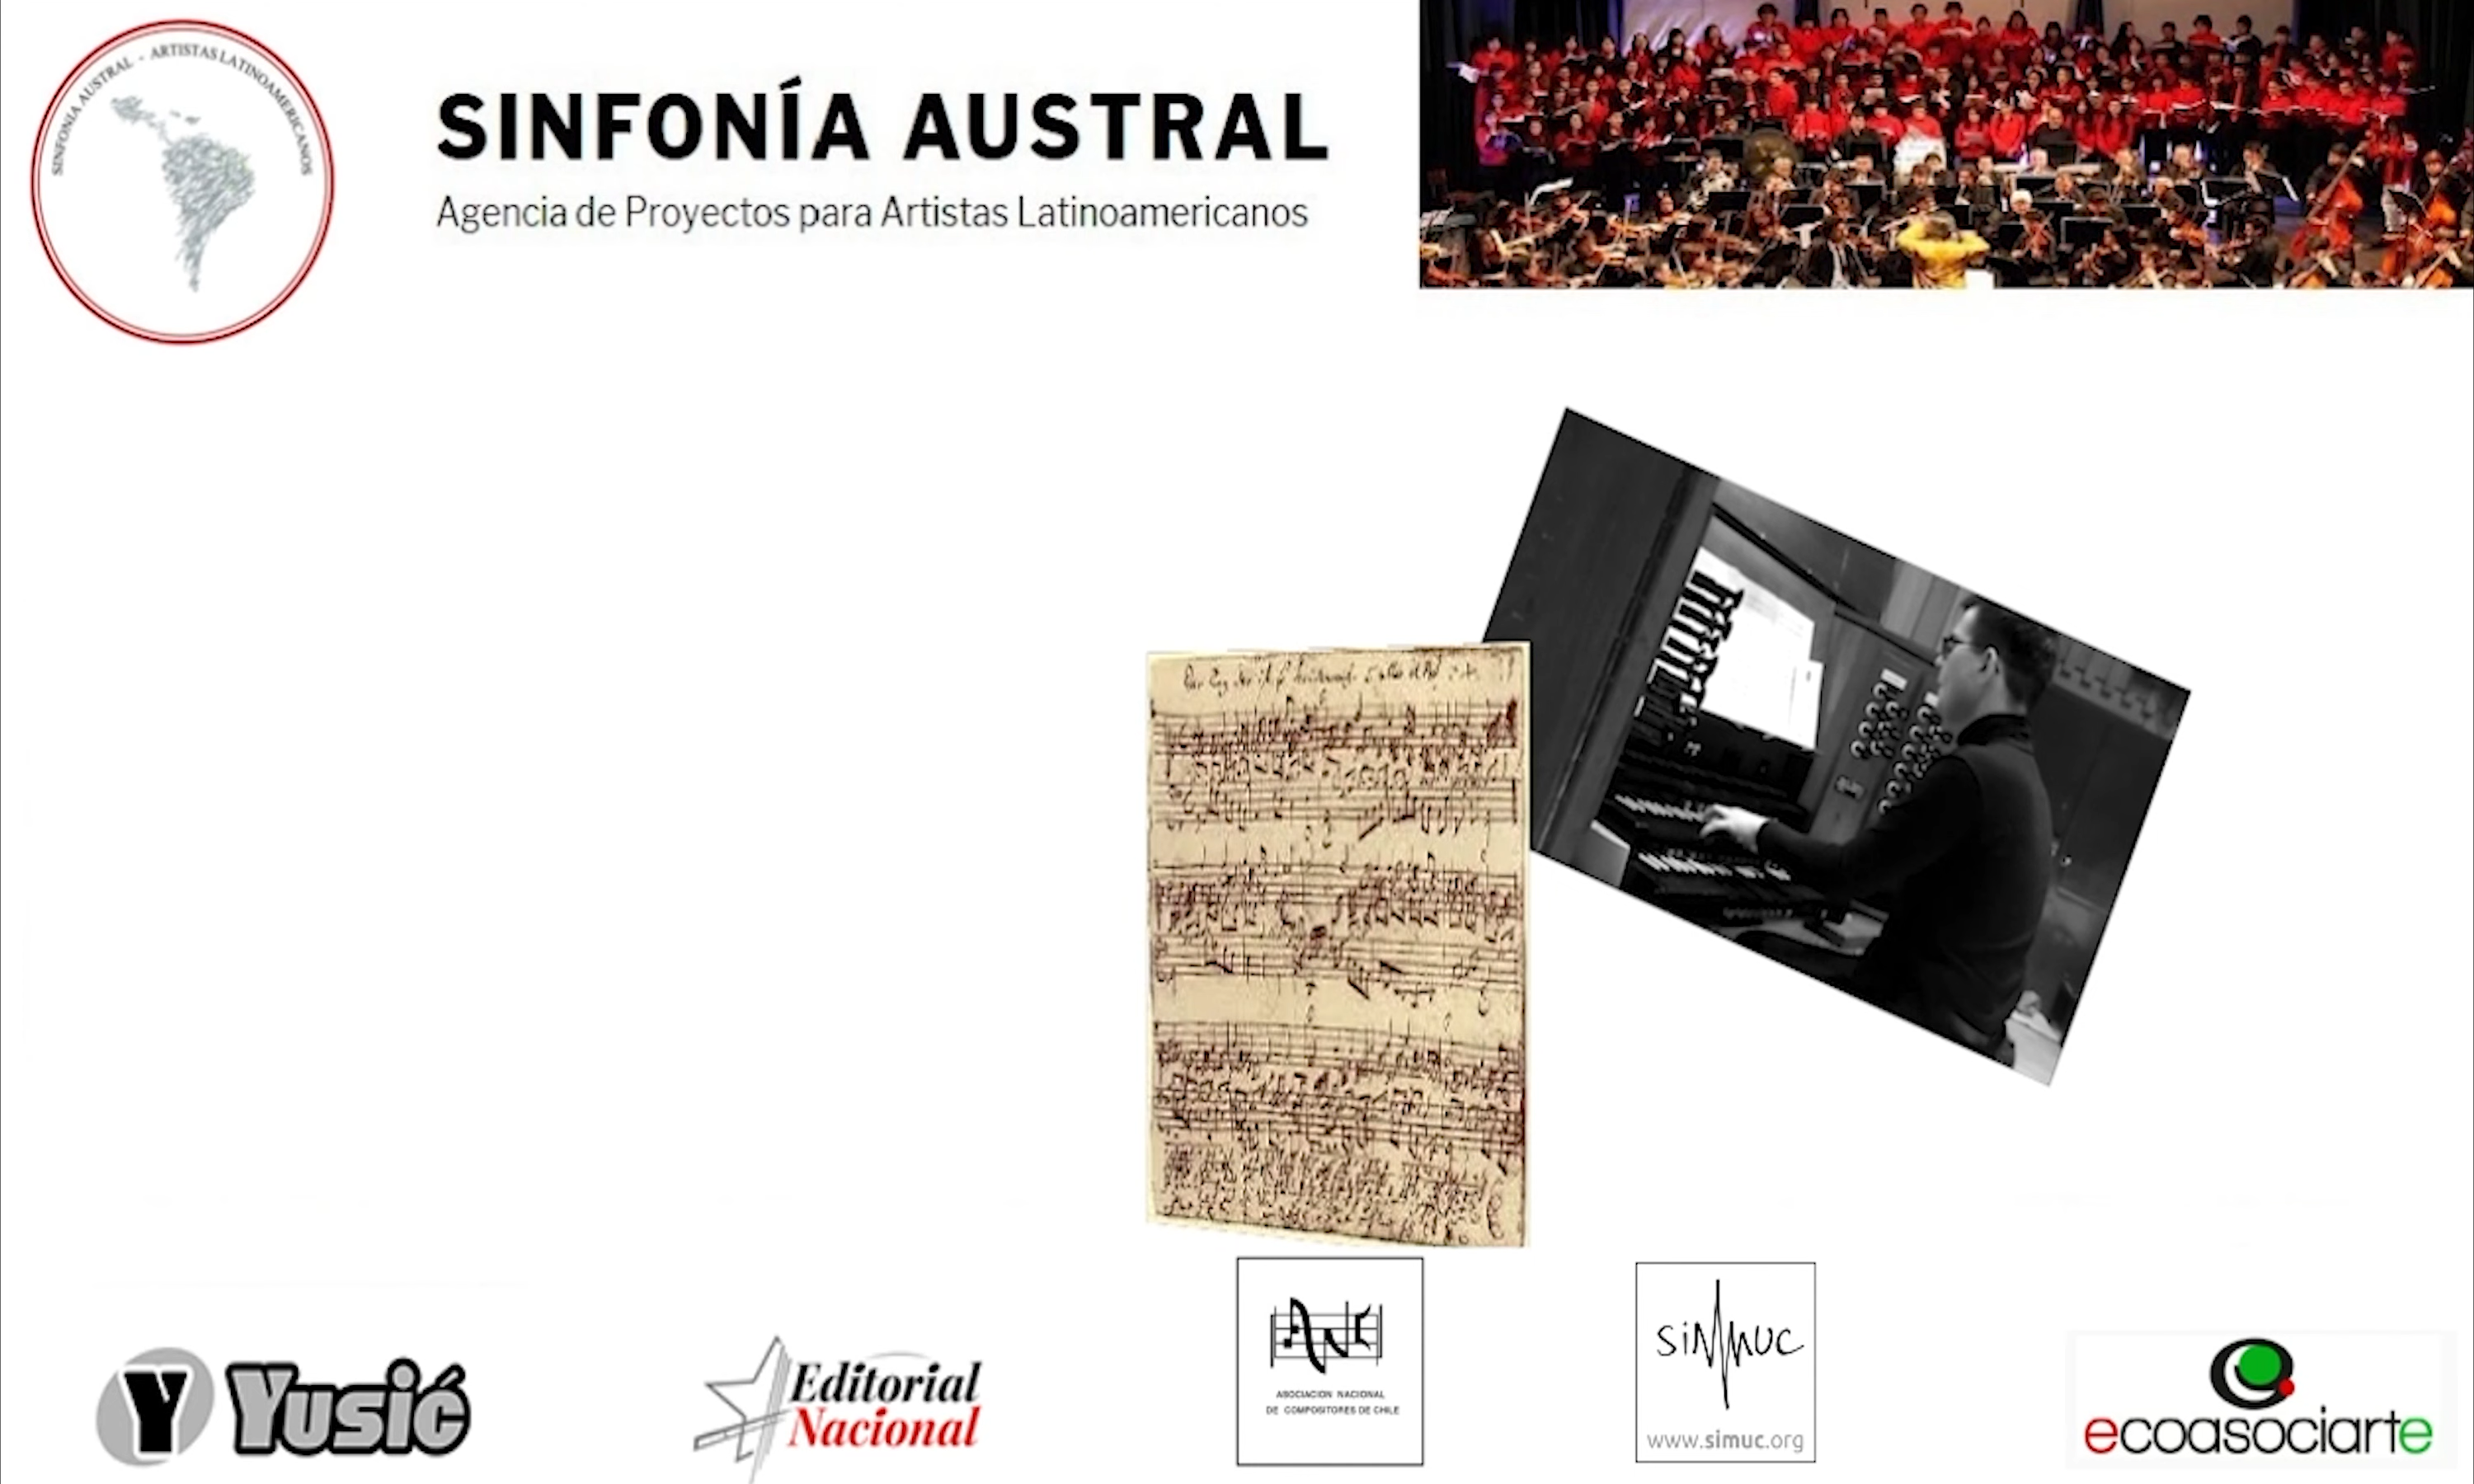 SINFONIA AUSTRAL - ARTISTAS LATINOAMERICANOS
SINFONÍA AUSTRAL
Agencia de Proyectos para Artistas Latinoamericanos
Y Yusić
Editorial
Nacional
ANC
ASOCIACION NACIONAL
DE COMPOSITORES DE CHILE
SIMUC
www.simuc.org
ecoasociarte